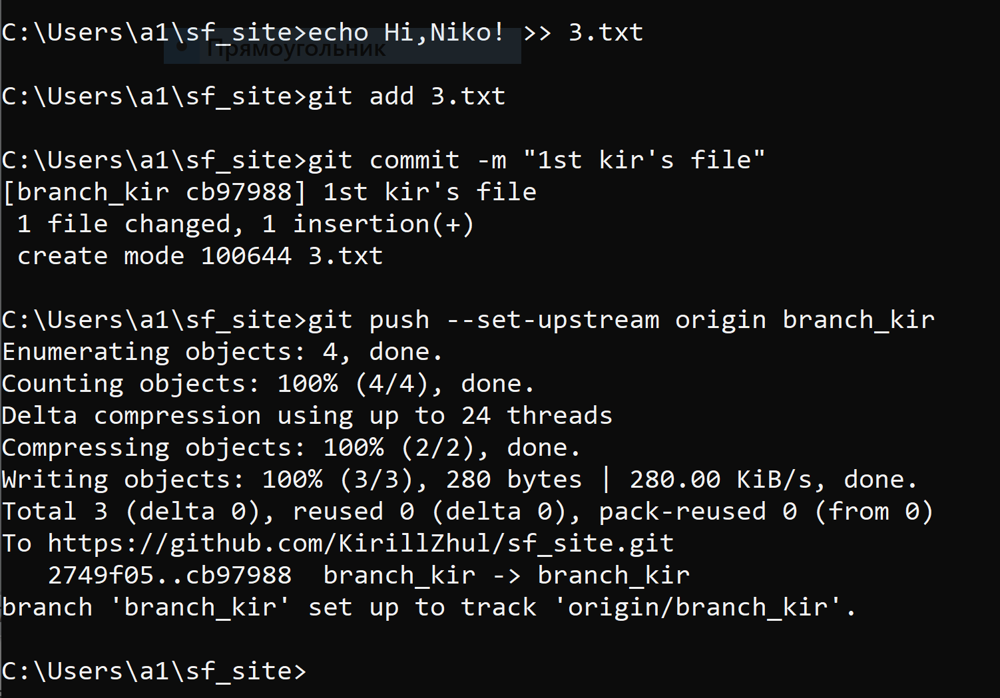 C:\Users\a1\sf_site>echo Hi,Niko! >> 3.txt
Прямоугольник
C:\Users\a1\sf_site>git add 3.txt
C:\Users\a1\sf_site>git commit -m "1st kir's file"
[branch_kir cb97988] 1st kir's file
 1 file changed, 1 insertion(+)
 create mode 100644 3.txt
C:\Users\a1\sf_site>git push --set-upstream origin branch_kir
Enumerating objects: 4, done.
Counting objects: 100% (4/4), done.
Delta compression using up to 24 threads
Compressing objects: 100% (2/2), done.
Writing objects: 100% (3/3), 280 bytes | 280.00 KiB/s, done.
Total 3 (delta 0), reused 0 (delta 0), pack-reused 0 (from 0)
To https://github.com/KirillZhul/sf_site.git
   2749f05..cb97988  branch_kir -> branch_kir
branch 'branch_kir' set up to track 'origin/branch_kir'.
C:\Users\a1\sf_site>